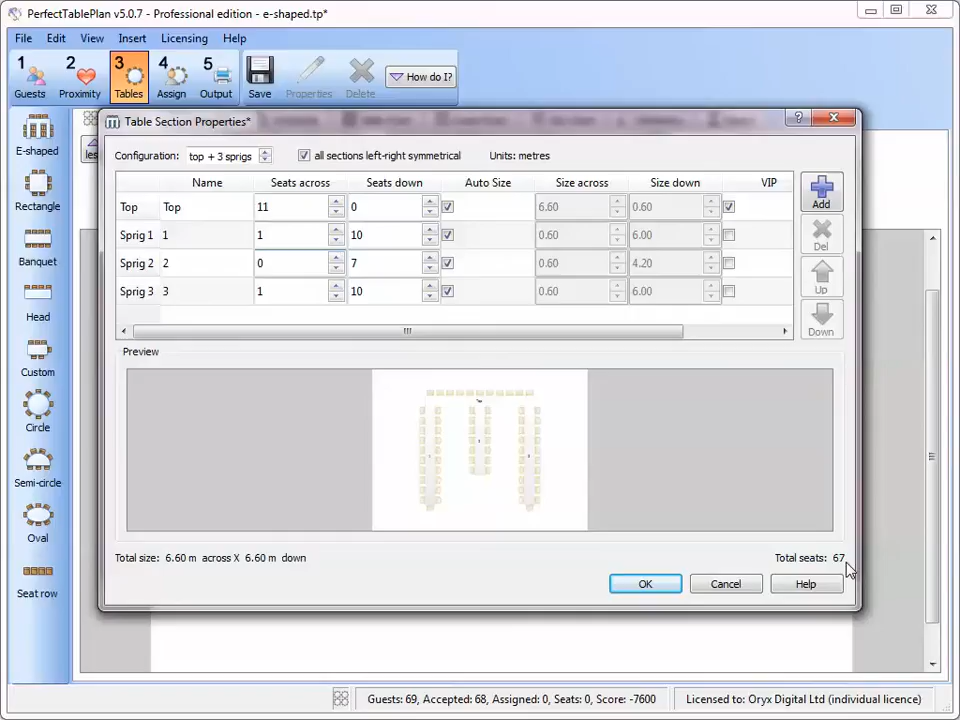 PerfectTablePlan v5.0.7 - Professional edition - e-shaped.tp*
File Edit View Insert Licensing Help
1 2 3 4 5
Guests Proximity Tables Assign Output Save Properties Delete How do I?
E-shaped
Rectangle
Banquet
Head
Custom
Circle
Semi-circle
Oval
Seat row
les
Table Section Properties*
Configuration: top + 3 sprigs all sections left-right symmetrical Units: metres
Name Seats across Seats down Auto Size Size across Size down VIP
Top Top 11 0 6.60 0.60
Sprig 1 1 1 10 0.60 6.00
Sprig 2 2 0 7 0.60 4.20
Sprig 3 3 1 10 0.60 6.00
Add
Del
Up
Down
Preview
Total size: 6.60 m across X 6.60 m down Total seats: 67
OK Cancel Help
Guests: 69, Accepted: 68, Assigned: 0, Seats: 0, Score: -7600 Licensed to: Oryx Digital Ltd (individual licence)